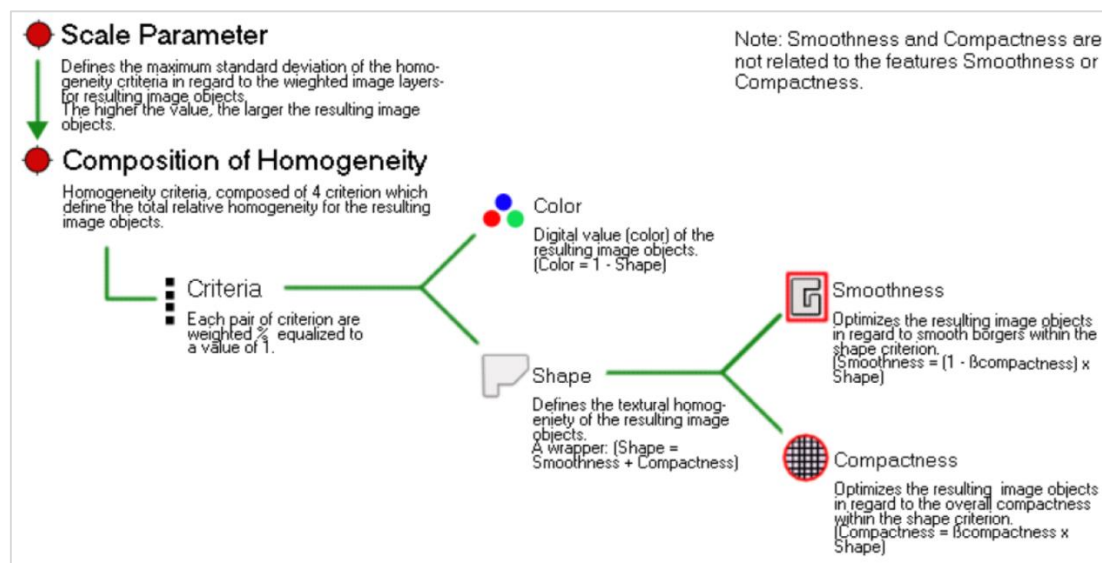 Scale Parameter
Defines the maximum standard deviation of the homo-
geneity critiera in regard to the wieghted image layers-
for resulting image objects.
The higher the value, the larger the resulting image
objects.
Note: Smoothness and Compactness are
not related to the features Smoothness or
Compactness.
Composition of Homogeneity
Homogeneity criteria, composed of 4 criterion which
define the total relative homogeneity for the resulting
image objects.
Color
Digital value (color) of the
resulting image objects.
(Color = 1 - Shape)
Criteria
Each pair of criterion are
weighted % equalized to
a value of 1.
Shape
Defines the textural homog-
eniety of the resulting image
objects.
A wrapper: (Shape =
Smoothness + Compactness)
Smoothness
Optimizes the resulting image objects
in regard to smooth borgers within the
shape criterion.
(Smoothness = (1 - ßcompactness) x
Shape)
Compactness
Optimizes the resulting image objects
in regard to the overall compactness
within the shape criterion.
(Compactness = ßcompactness x
Shape)